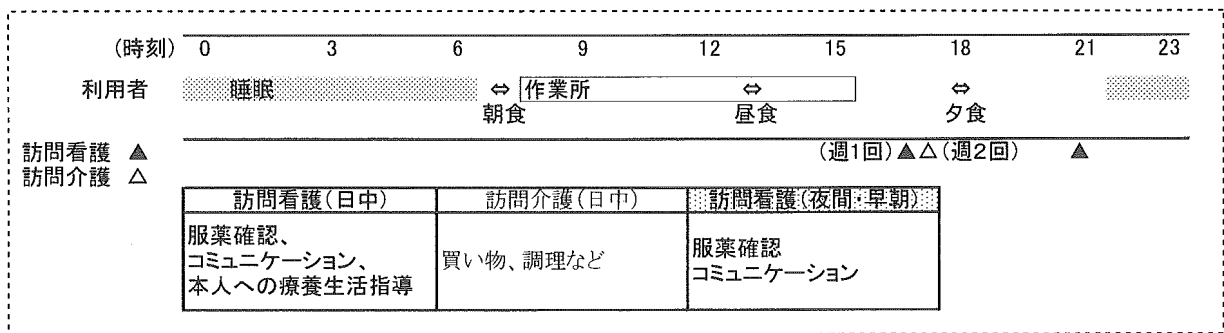 (時刻) 0 3 6 9 12 15 18 21 23
利用者 睡眠 ⇔ 作業所 ⇔ ⇔
朝食 昼食 夕食
訪問看護 ▲ (週1回)▲△(週2回) ▲
訪問介護 △
訪問看護(日中) 訪問介護(日中) 訪問看護(夜間・早朝)
服薬確認、
コミュニケーション、
本人への療養生活指導
買い物、調理など
服薬確認
コミュニケーション